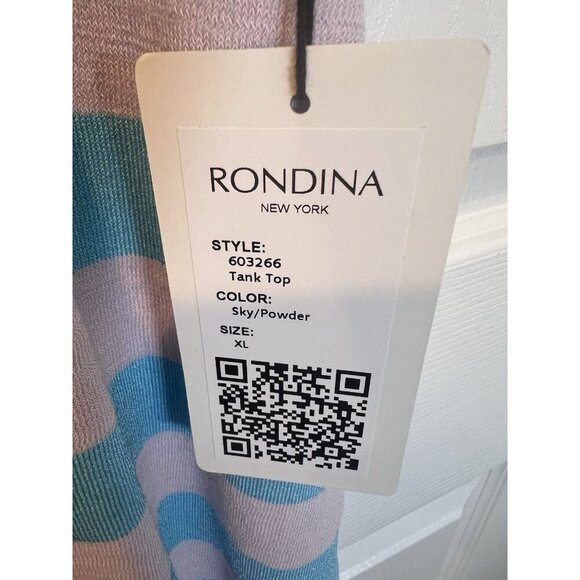 RONDINA
NEW YORK
STYLE:
603266
Tank Top
COLOR:
Sky/Powder
SIZE:
XL